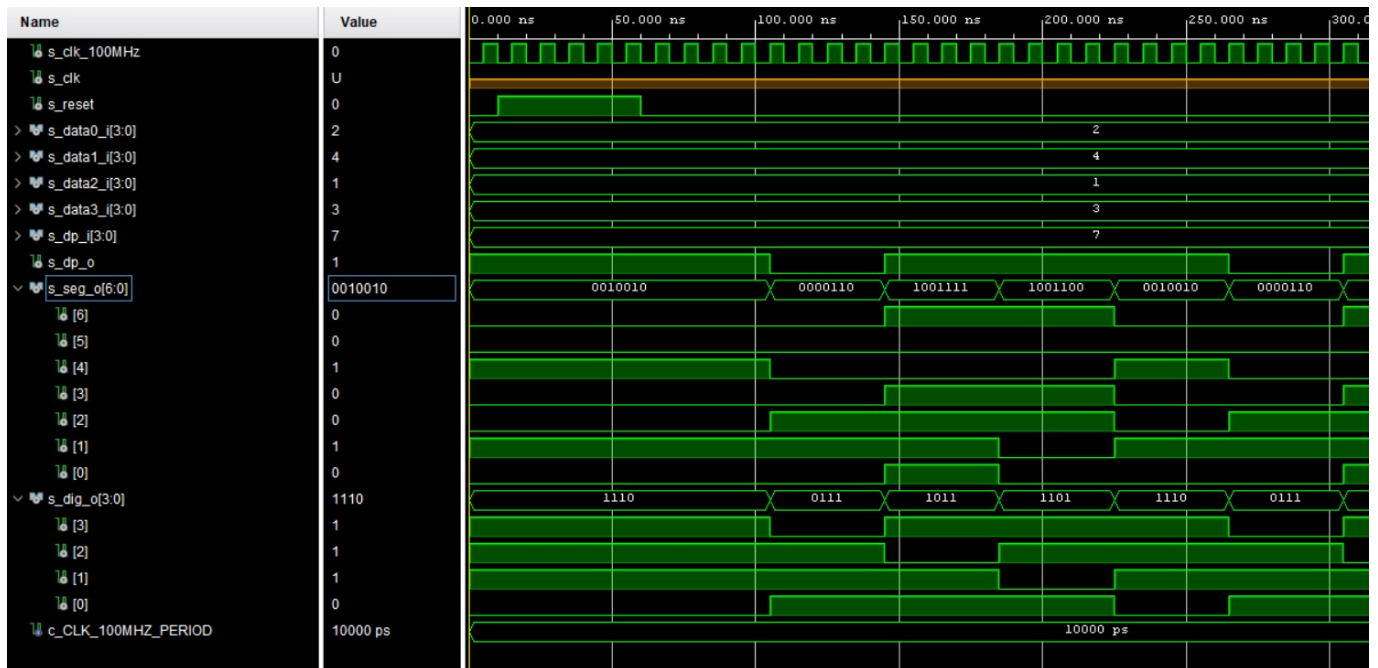 Name Value 0.000 ns 50.000 ns 100.000 ns 150.000 ns 200.000 ns 250.000 ns 300.0
s_clk_100MHz 0
s_clk U
s_reset 0
s_data0_i[3:0] 2 2
s_data1_i[3:0] 4 4
s_data2_i[3:0] 1 1
s_data3_i[3:0] 3 3
s_dp_i[3:0] 7 7
s_dp_o 1
s_seg_o[6:0] 0010010 0010010 0000110 1001111 1001100 0010010 0000110
[6] 0
[5] 0
[4] 1
[3] 0
[2] 0
[1] 1
[0] 0
s_dig_o[3:0] 1110 1110 0111 1011 1101 1110 0111
[3] 1
[2] 1
[1] 1
[0] 0
c_CLK_100MHZ_PERIOD 10000 ps 10000 ps